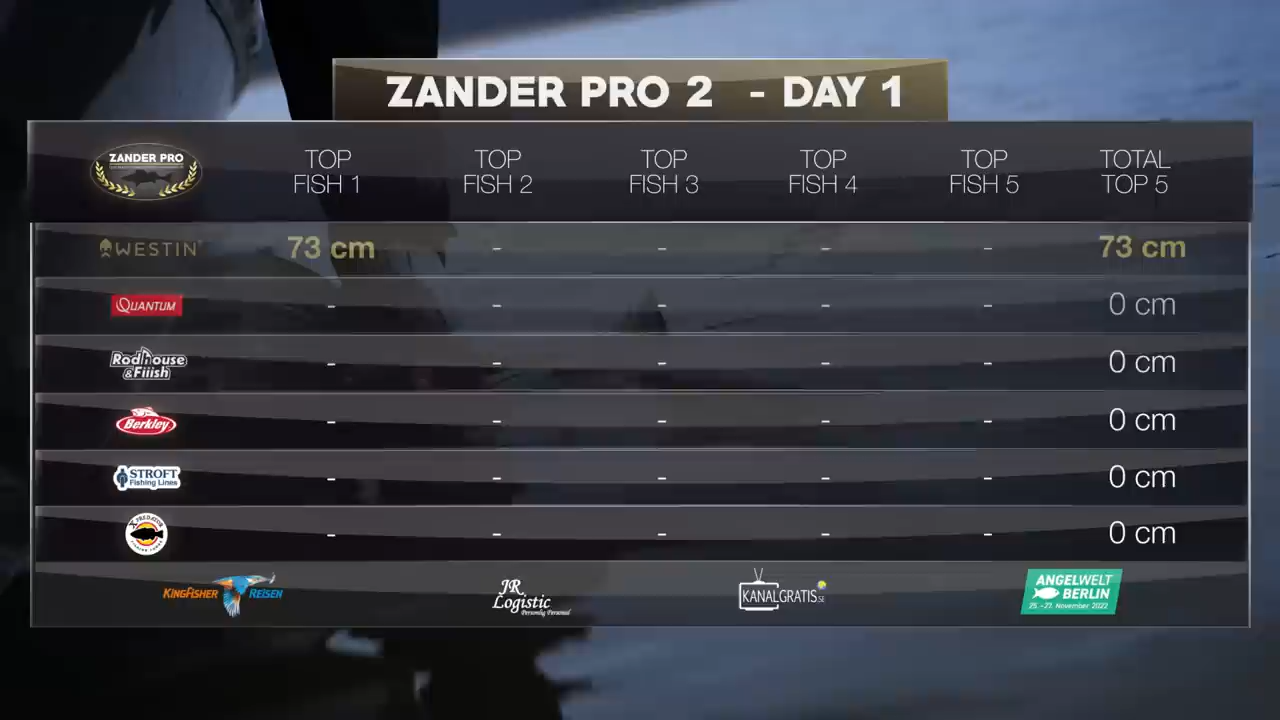 ZANDER PRO 2 - DAY 1
ZANDER PRO
TOP FISH 1
TOP FISH 2
TOP FISH 3
TOP FISH 4
TOP FISH 5
TOTAL TOP 5
WESTIN 73 cm - - - - 73 cm
QUANTUM - - - - - 0 cm
Rodhouse & Fiiish - - - - - 0 cm
Berkley - - - - - 0 cm
STROFT Fishing Lines - - - - - 0 cm
PREDATOR - - - - - 0 cm
KINGFISHER REISEN
JR Logistic
Personlig Personal
KANALGRATIS.SE
ANGELWELT BERLIN
25. - 27. November 2022